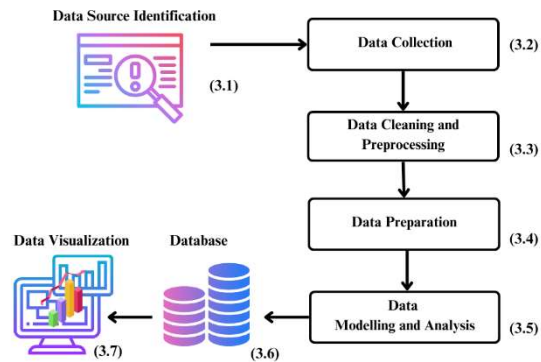 Data Source Identification
(3.1)
Data Collection
(3.2)
Data Cleaning and
Preprocessing
(3.3)
Data Preparation
(3.4)
Data
Modelling and Analysis
(3.5)
Database
(3.6)
Data Visualization
(3.7)